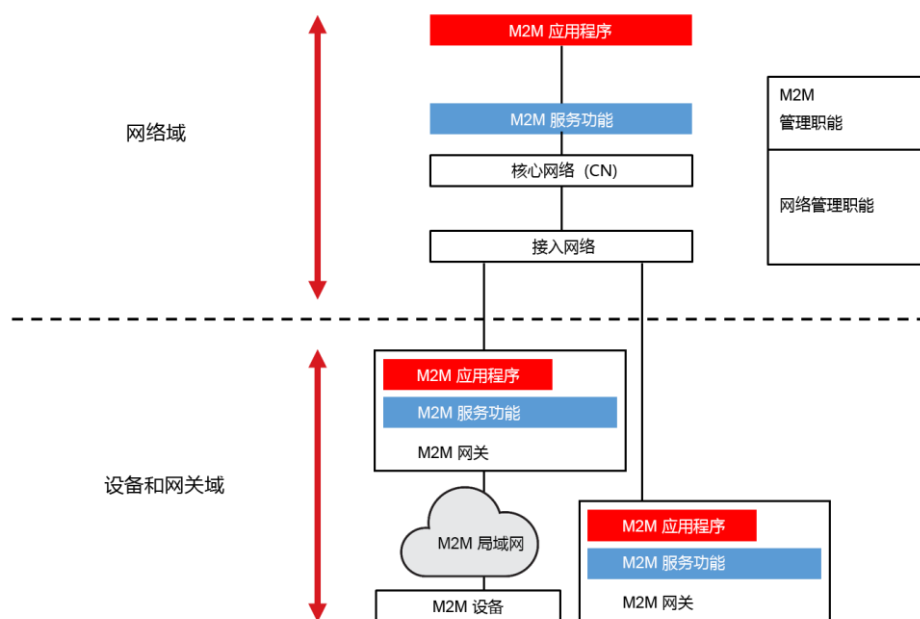 M2M 应用程序
M2M
管理职能
M2M 服务功能
网络域
核心网络 (CN)
网络管理职能
接入网络
M2M 应用程序
M2M 服务功能
M2M 网关
设备和网关域
M2M 应用程序
M2M 局域网
M2M 服务功能
M2M 设备
M2M 网关